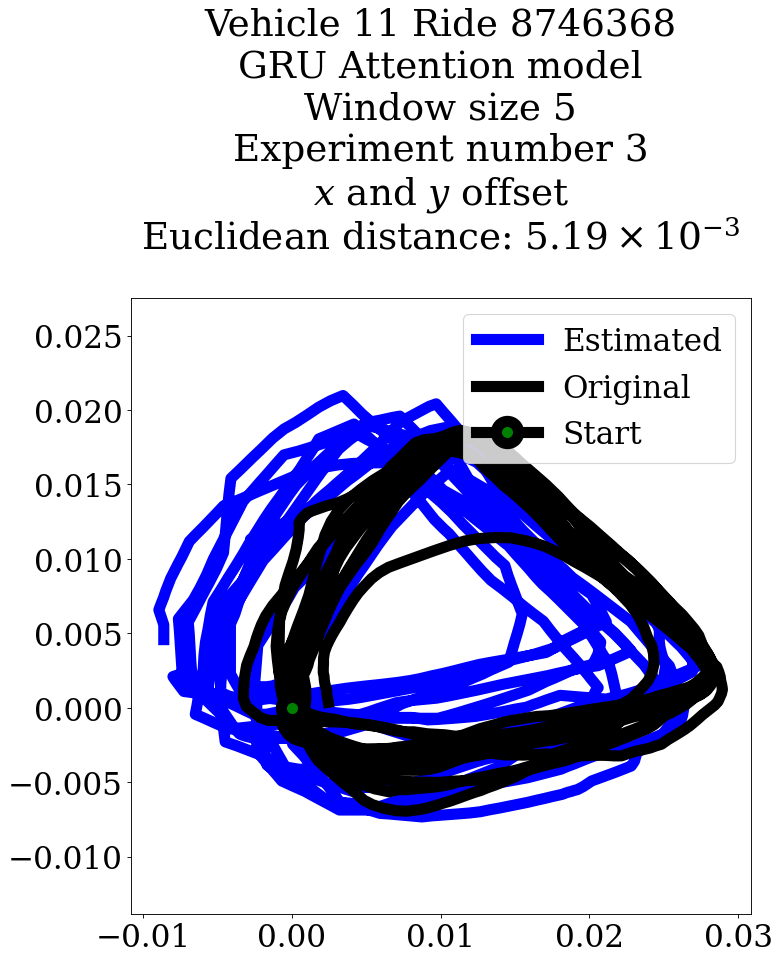 Vehicle 11 Ride 8746368
GRU Attention model
Window size 5
Experiment number 3
x and y offset
Euclidean distance: 5.19 × 10⁻³
Estimated
Original
Start
0.025
0.020
0.015
0.010
0.005
0.000
−0.005
−0.010
−0.01 0.00 0.01 0.02 0.03